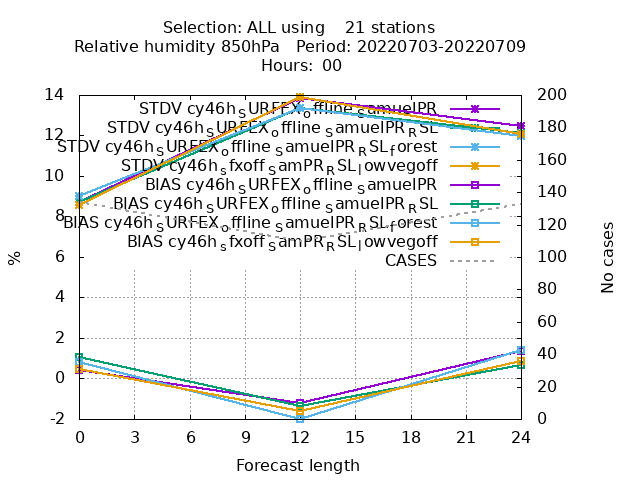 Selection: ALL using    21 stations
Relative humidity 850hPa   Period: 20220703-20220709
Hours:  00
STDV cy46h_SURFEX_offline_SamuelPR
STDV cy46h_SURFEX_offline_SamuelPR_RSL
STDV cy46h_SURFEX_offline_SamuelPR_RSL_forest
STDV cy46h_sfxoff_SamPR_RSL_lowvegoff
BIAS cy46h_SURFEX_offline_SamuelPR
BIAS cy46h_SURFEX_offline_SamuelPR_RSL
BIAS cy46h_SURFEX_offline_SamuelPR_RSL_forest
BIAS cy46h_sfxoff_SamPR_RSL_lowvegoff
CASES
14
12
10
8
6
4
2
0
-2
%
200
180
160
140
120
100
80
60
40
20
0
No cases
0 3 6 9 12 15 18 21 24
Forecast length